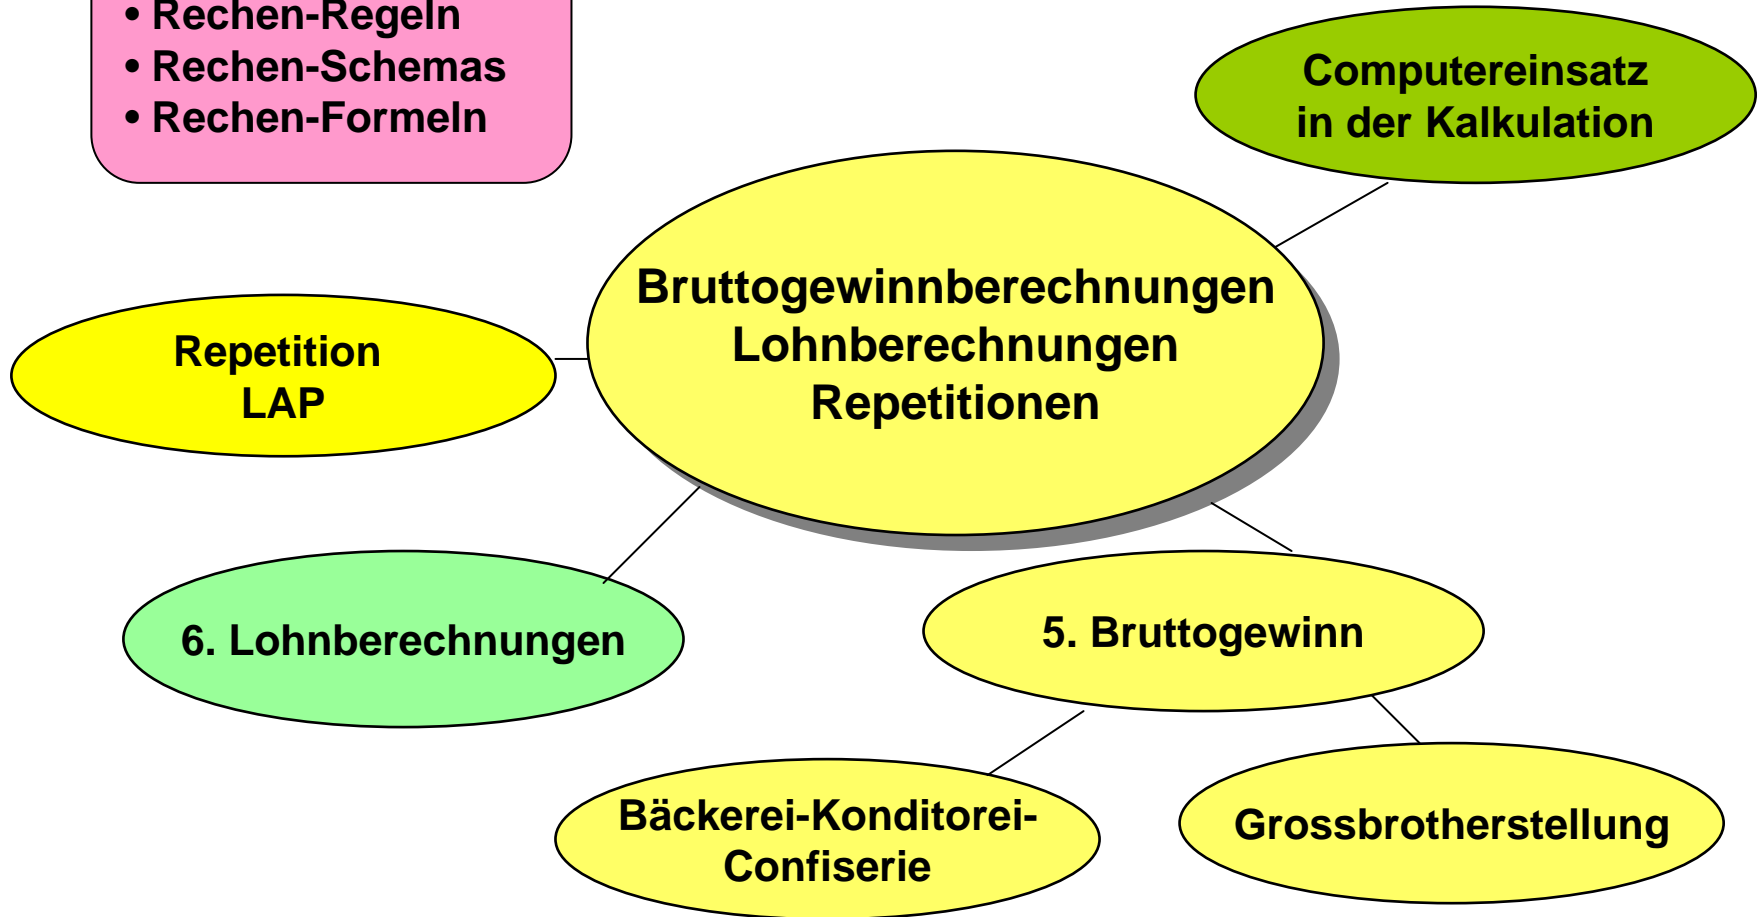 • Rechen-Regeln
• Rechen-Schemas
• Rechen-Formeln
Computereinsatz
in der Kalkulation
Bruttogewinnberechnungen
Lohnberechnungen
Repetitionen
Repetition
LAP
6. Lohnberechnungen
5. Bruttogewinn
Bäckerei-Konditorei-
Confiserie
Grossbrotherstellung